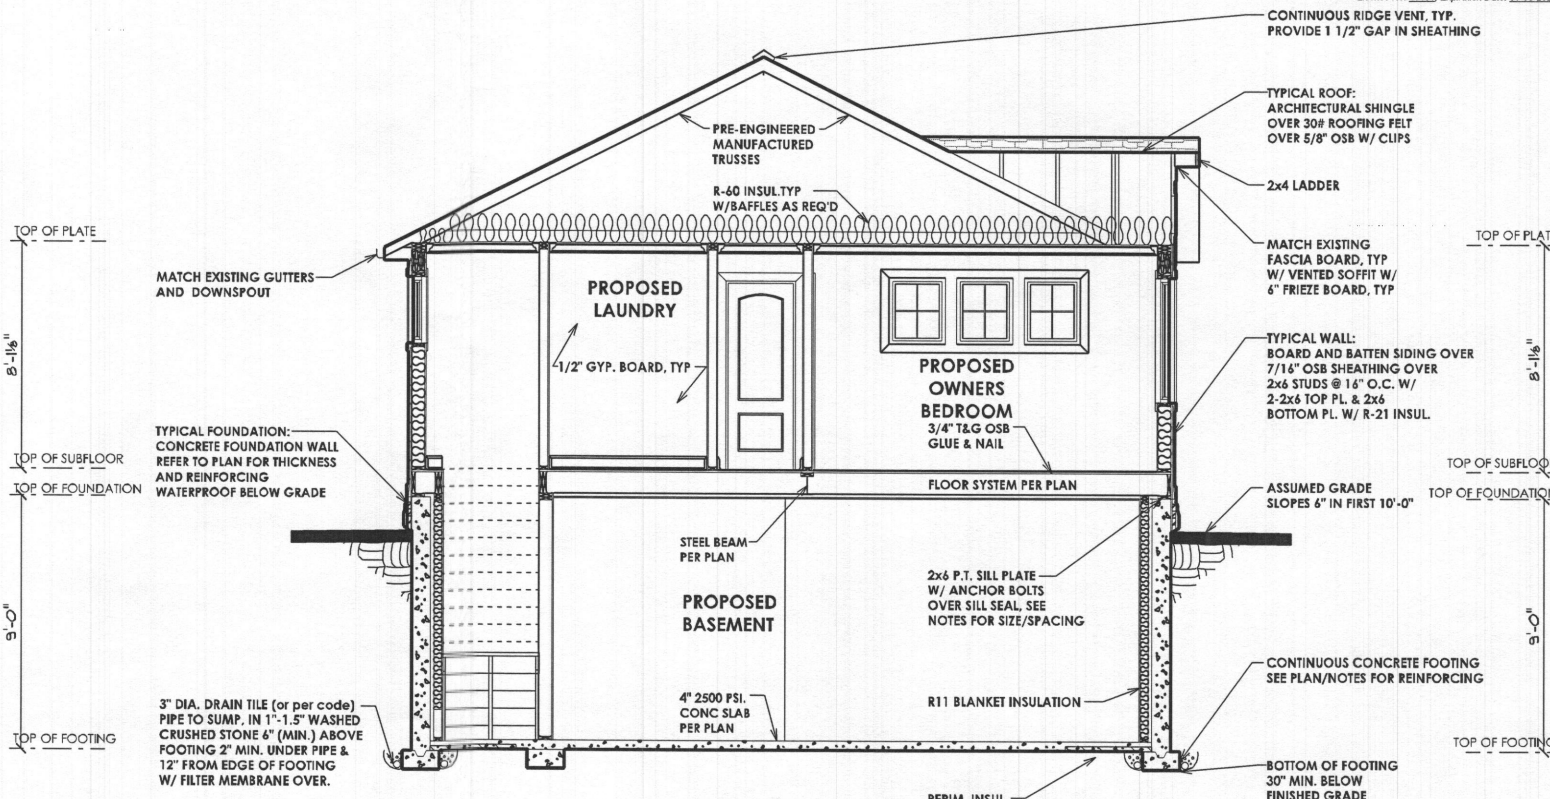 CONTINUOUS RIDGE VENT, TYP.
PROVIDE 1 1/2" GAP IN SHEATHING
TYPICAL ROOF:
ARCHITECTURAL SHINGLE
OVER 30# ROOFING FELT
OVER 5/8" OSB W/ CLIPS
PRE-ENGINEERED
MANUFACTURED
TRUSSES
2x4 LADDER
R-60 INSUL.TYP
W/BAFFLES AS REQ'D
TOP OF PLATE
TOP OF PLAT
MATCH EXISTING
FASCIA BOARD, TYP
W/ VENTED SOFFIT W/
6" FRIEZE BOARD, TYP
MATCH EXISTING GUTTERS
AND DOWNSPOUT
PROPOSED
LAUNDRY
8'-1⅛"
8'-1⅛"
1/2" GYP. BOARD, TYP
PROPOSED
OWNERS
BEDROOM
TYPICAL WALL:
BOARD AND BATTEN SIDING OVER
7/16" OSB SHEATHING OVER
2x6 STUDS @ 16" O.C. W/
2-2x6 TOP PL. & 2x6
BOTTOM PL. W/ R-21 INSUL.
3/4" T&G OSB
GLUE & NAIL
TYPICAL FOUNDATION:
CONCRETE FOUNDATION WALL
REFER TO PLAN FOR THICKNESS
AND REINFORCING
WATERPROOF BELOW GRADE
TOP OF SUBFLOOR
TOP OF SUBFLOO
TOP OF FOUNDATION
TOP OF FOUNDATION
FLOOR SYSTEM PER PLAN
ASSUMED GRADE
SLOPES 6" IN FIRST 10'-0"
STEEL BEAM
PER PLAN
2x6 P.T. SILL PLATE
W/ ANCHOR BOLTS
OVER SILL SEAL, SEE
NOTES FOR SIZE/SPACING
PROPOSED
BASEMENT
9'-0"
9'-0"
CONTINUOUS CONCRETE FOOTING
SEE PLAN/NOTES FOR REINFORCING
R11 BLANKET INSULATION
4" 2500 PSI.
CONC SLAB
PER PLAN
3" DIA. DRAIN TILE (or per code)
PIPE TO SUMP, IN 1"-1.5" WASHED
CRUSHED STONE 6" (MIN.) ABOVE
FOOTING 2" MIN. UNDER PIPE &
12" FROM EDGE OF FOOTING
W/ FILTER MEMBRANE OVER.
TOP OF FOOTING
TOP OF FOOTING
BOTTOM OF FOOTING
30" MIN. BELOW
FINISHED GRADE
PERIM. INSUL